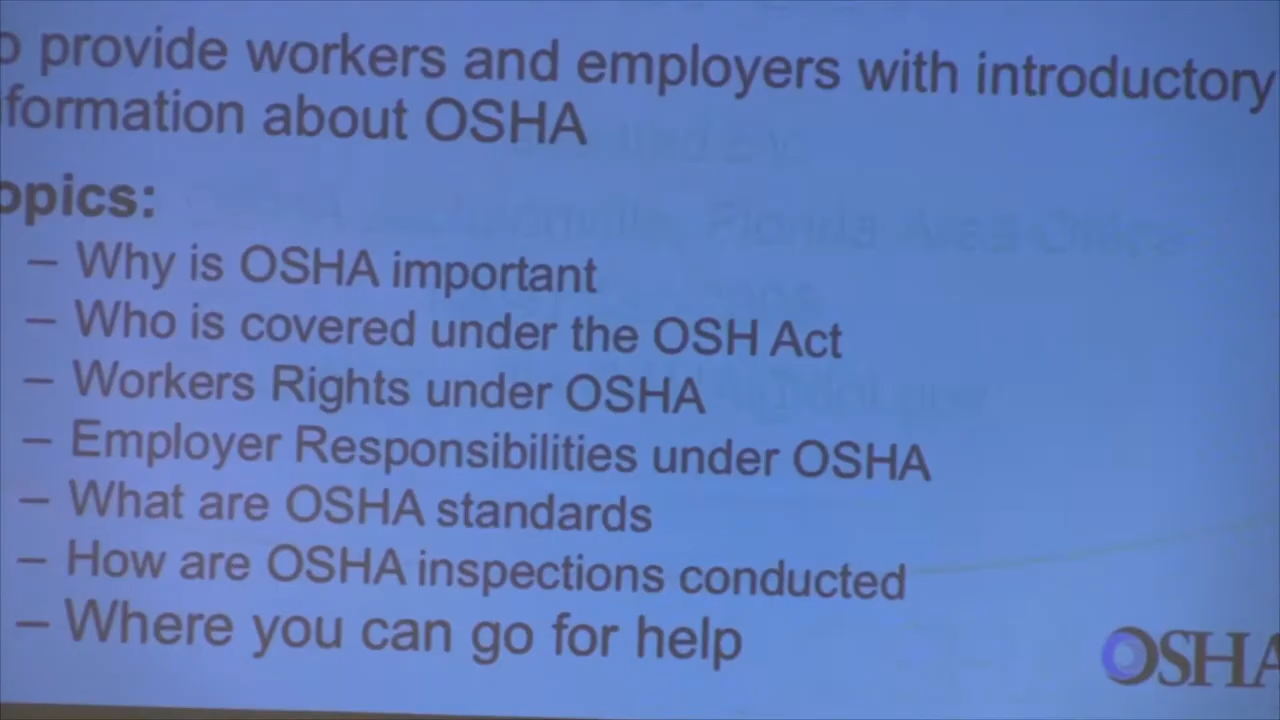 o provide workers and employers with introductory
nformation about OSHA
opics:
– Why is OSHA important
– Who is covered under the OSH Act
– Workers Rights under OSHA
– Employer Responsibilities under OSHA
– What are OSHA standards
– How are OSHA inspections conducted
– Where you can go for help
OSHA